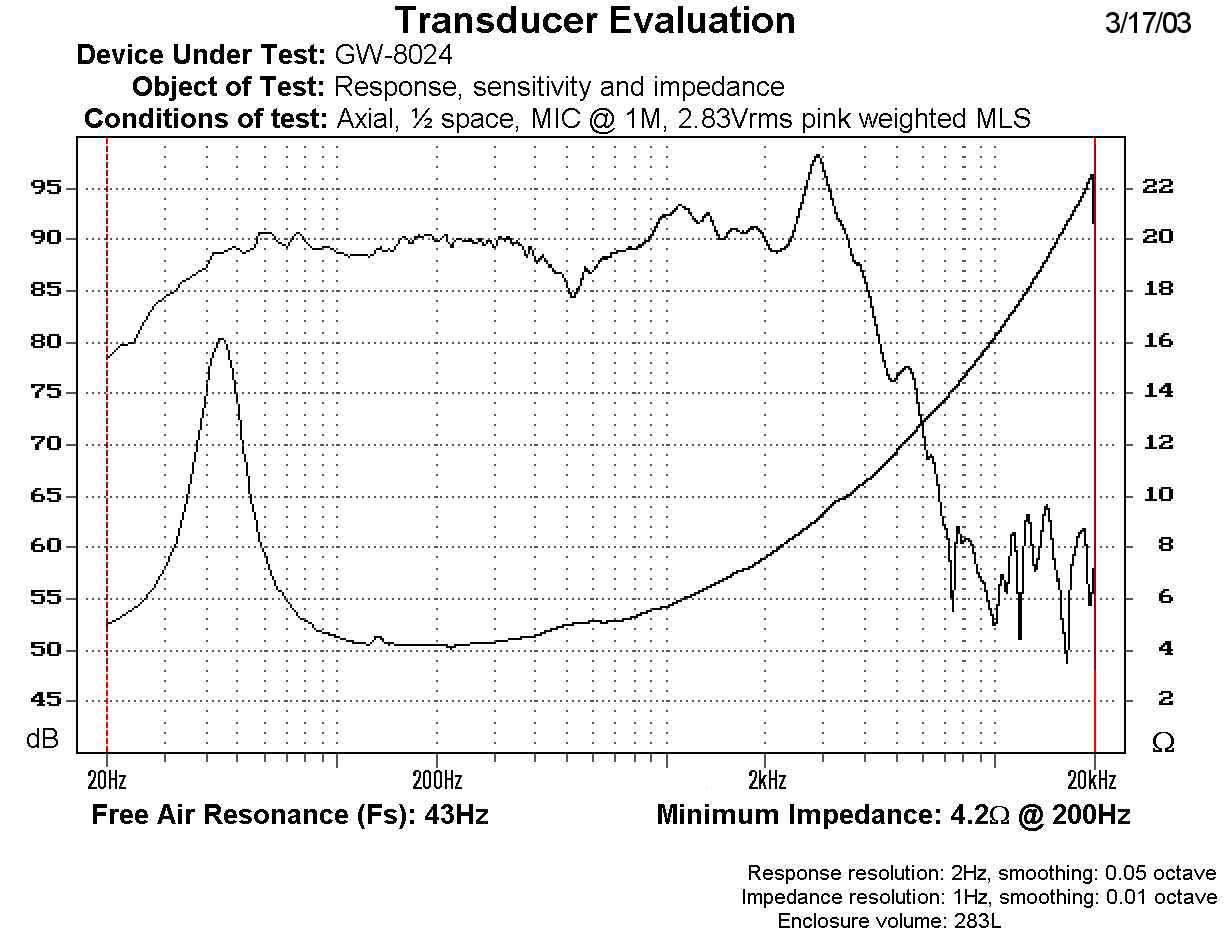 Transducer Evaluation 3/17/03
Device Under Test: GW-8024
Object of Test: Response, sensitivity and impedance
Conditions of test: Axial, ½ space, MIC @ 1M, 2.83Vrms pink weighted MLS
95 22
90 20
85 18
80 16
75 14
70 12
65 10
60 8
55 6
50 4
45 2
dB Ω
20Hz 200Hz 2kHz 20kHz
Free Air Resonance (Fs): 43Hz Minimum Impedance: 4.2Ω @ 200Hz
Response resolution: 2Hz, smoothing: 0.05 octave
Impedance resolution: 1Hz, smoothing: 0.01 octave
Enclosure volume: 283L